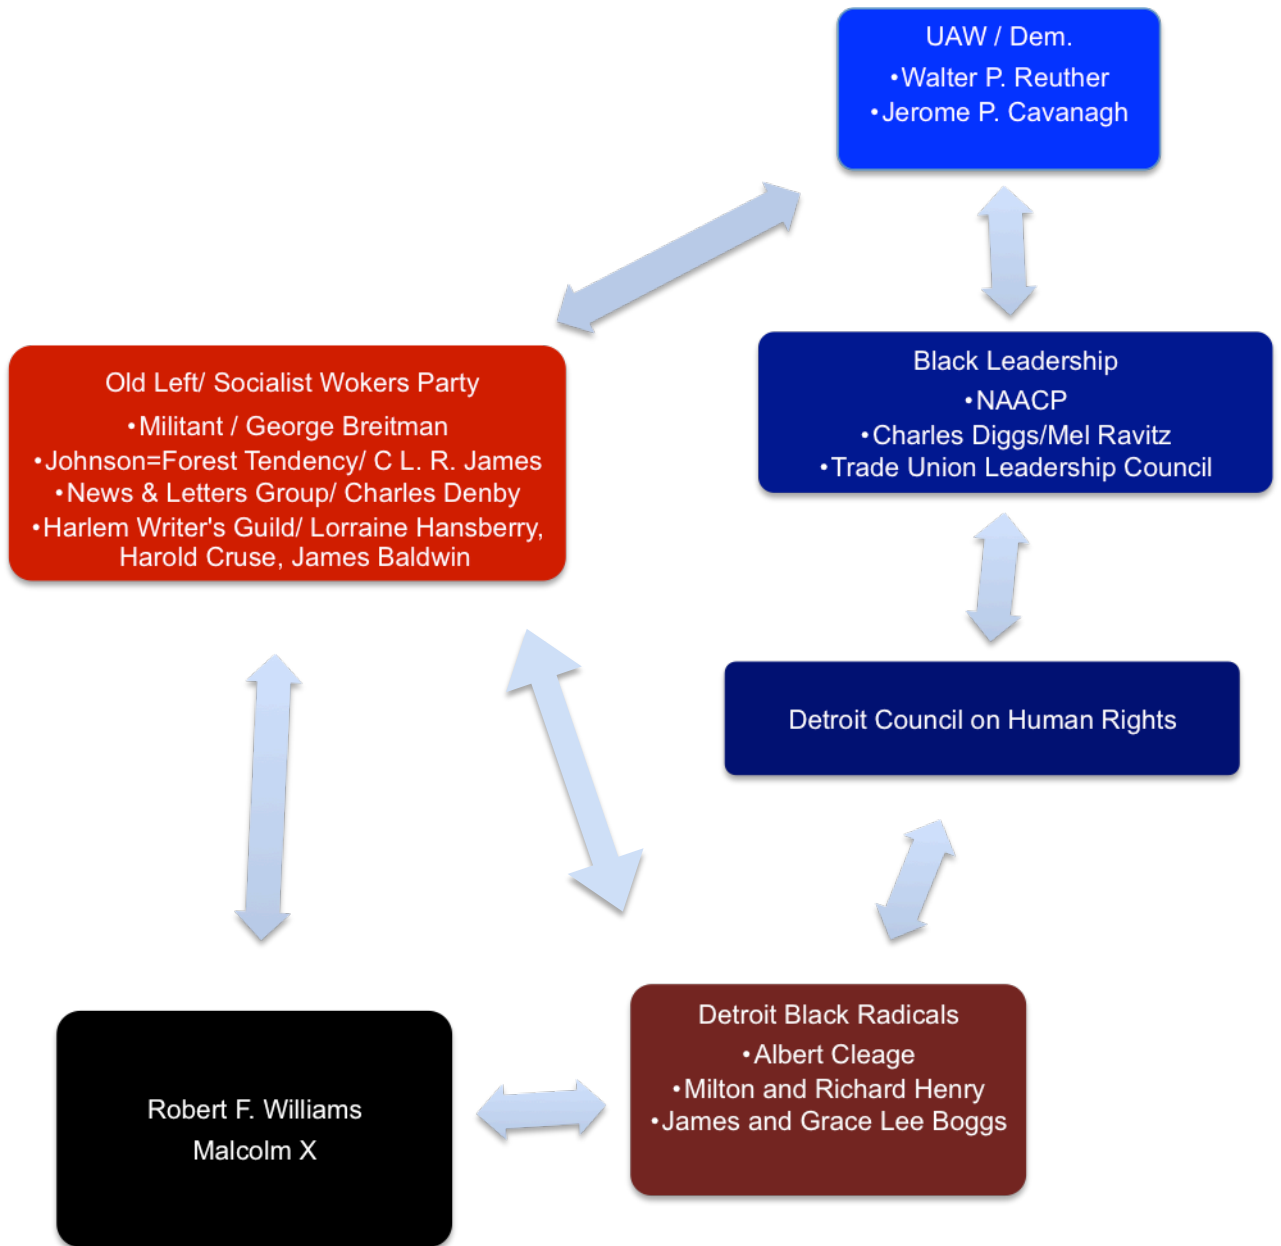 UAW / Dem.
•Walter P. Reuther
•Jerome P. Cavanagh
Old Left/ Socialist Wokers Party
•Militant / George Breitman
•Johnson=Forest Tendency/ C L. R. James
•News & Letters Group/ Charles Denby
•Harlem Writer's Guild/ Lorraine Hansberry,
Harold Cruse, James Baldwin
Black Leadership
•NAACP
•Charles Diggs/Mel Ravitz
•Trade Union Leadership Council
Detroit Council on Human Rights
Detroit Black Radicals
•Albert Cleage
•Milton and Richard Henry
•James and Grace Lee Boggs
Robert F. Williams
Malcolm X